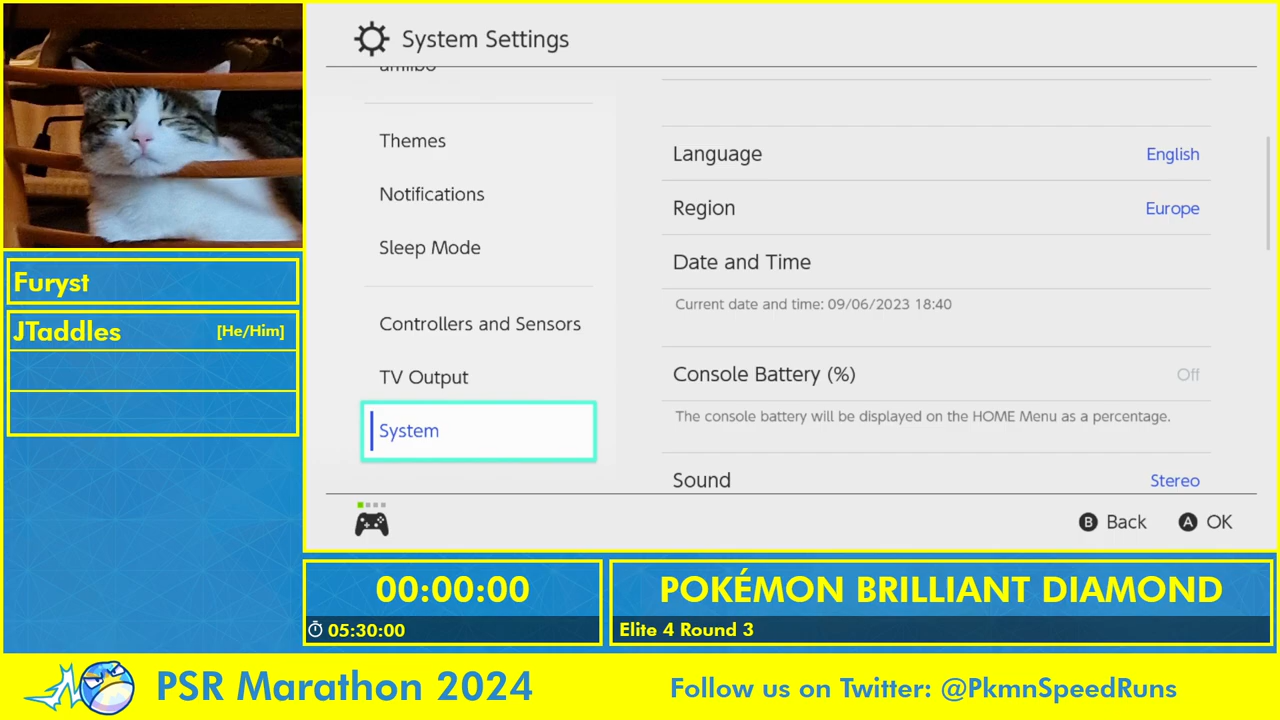 System Settings
amiibo
Themes
Notifications
Sleep Mode
Controllers and Sensors
TV Output
System
Language English
Region Europe
Date and Time
Current date and time: 09/06/2023 18:40
Console Battery (%) Off
The console battery will be displayed on the HOME Menu as a percentage.
Sound Stereo
B Back A OK
Furyst
JTaddles [He/Him]
00:00:00
05:30:00
POKÉMON BRILLIANT DIAMOND
Elite 4 Round 3
PSR Marathon 2024
Follow us on Twitter: @PkmnSpeedRuns